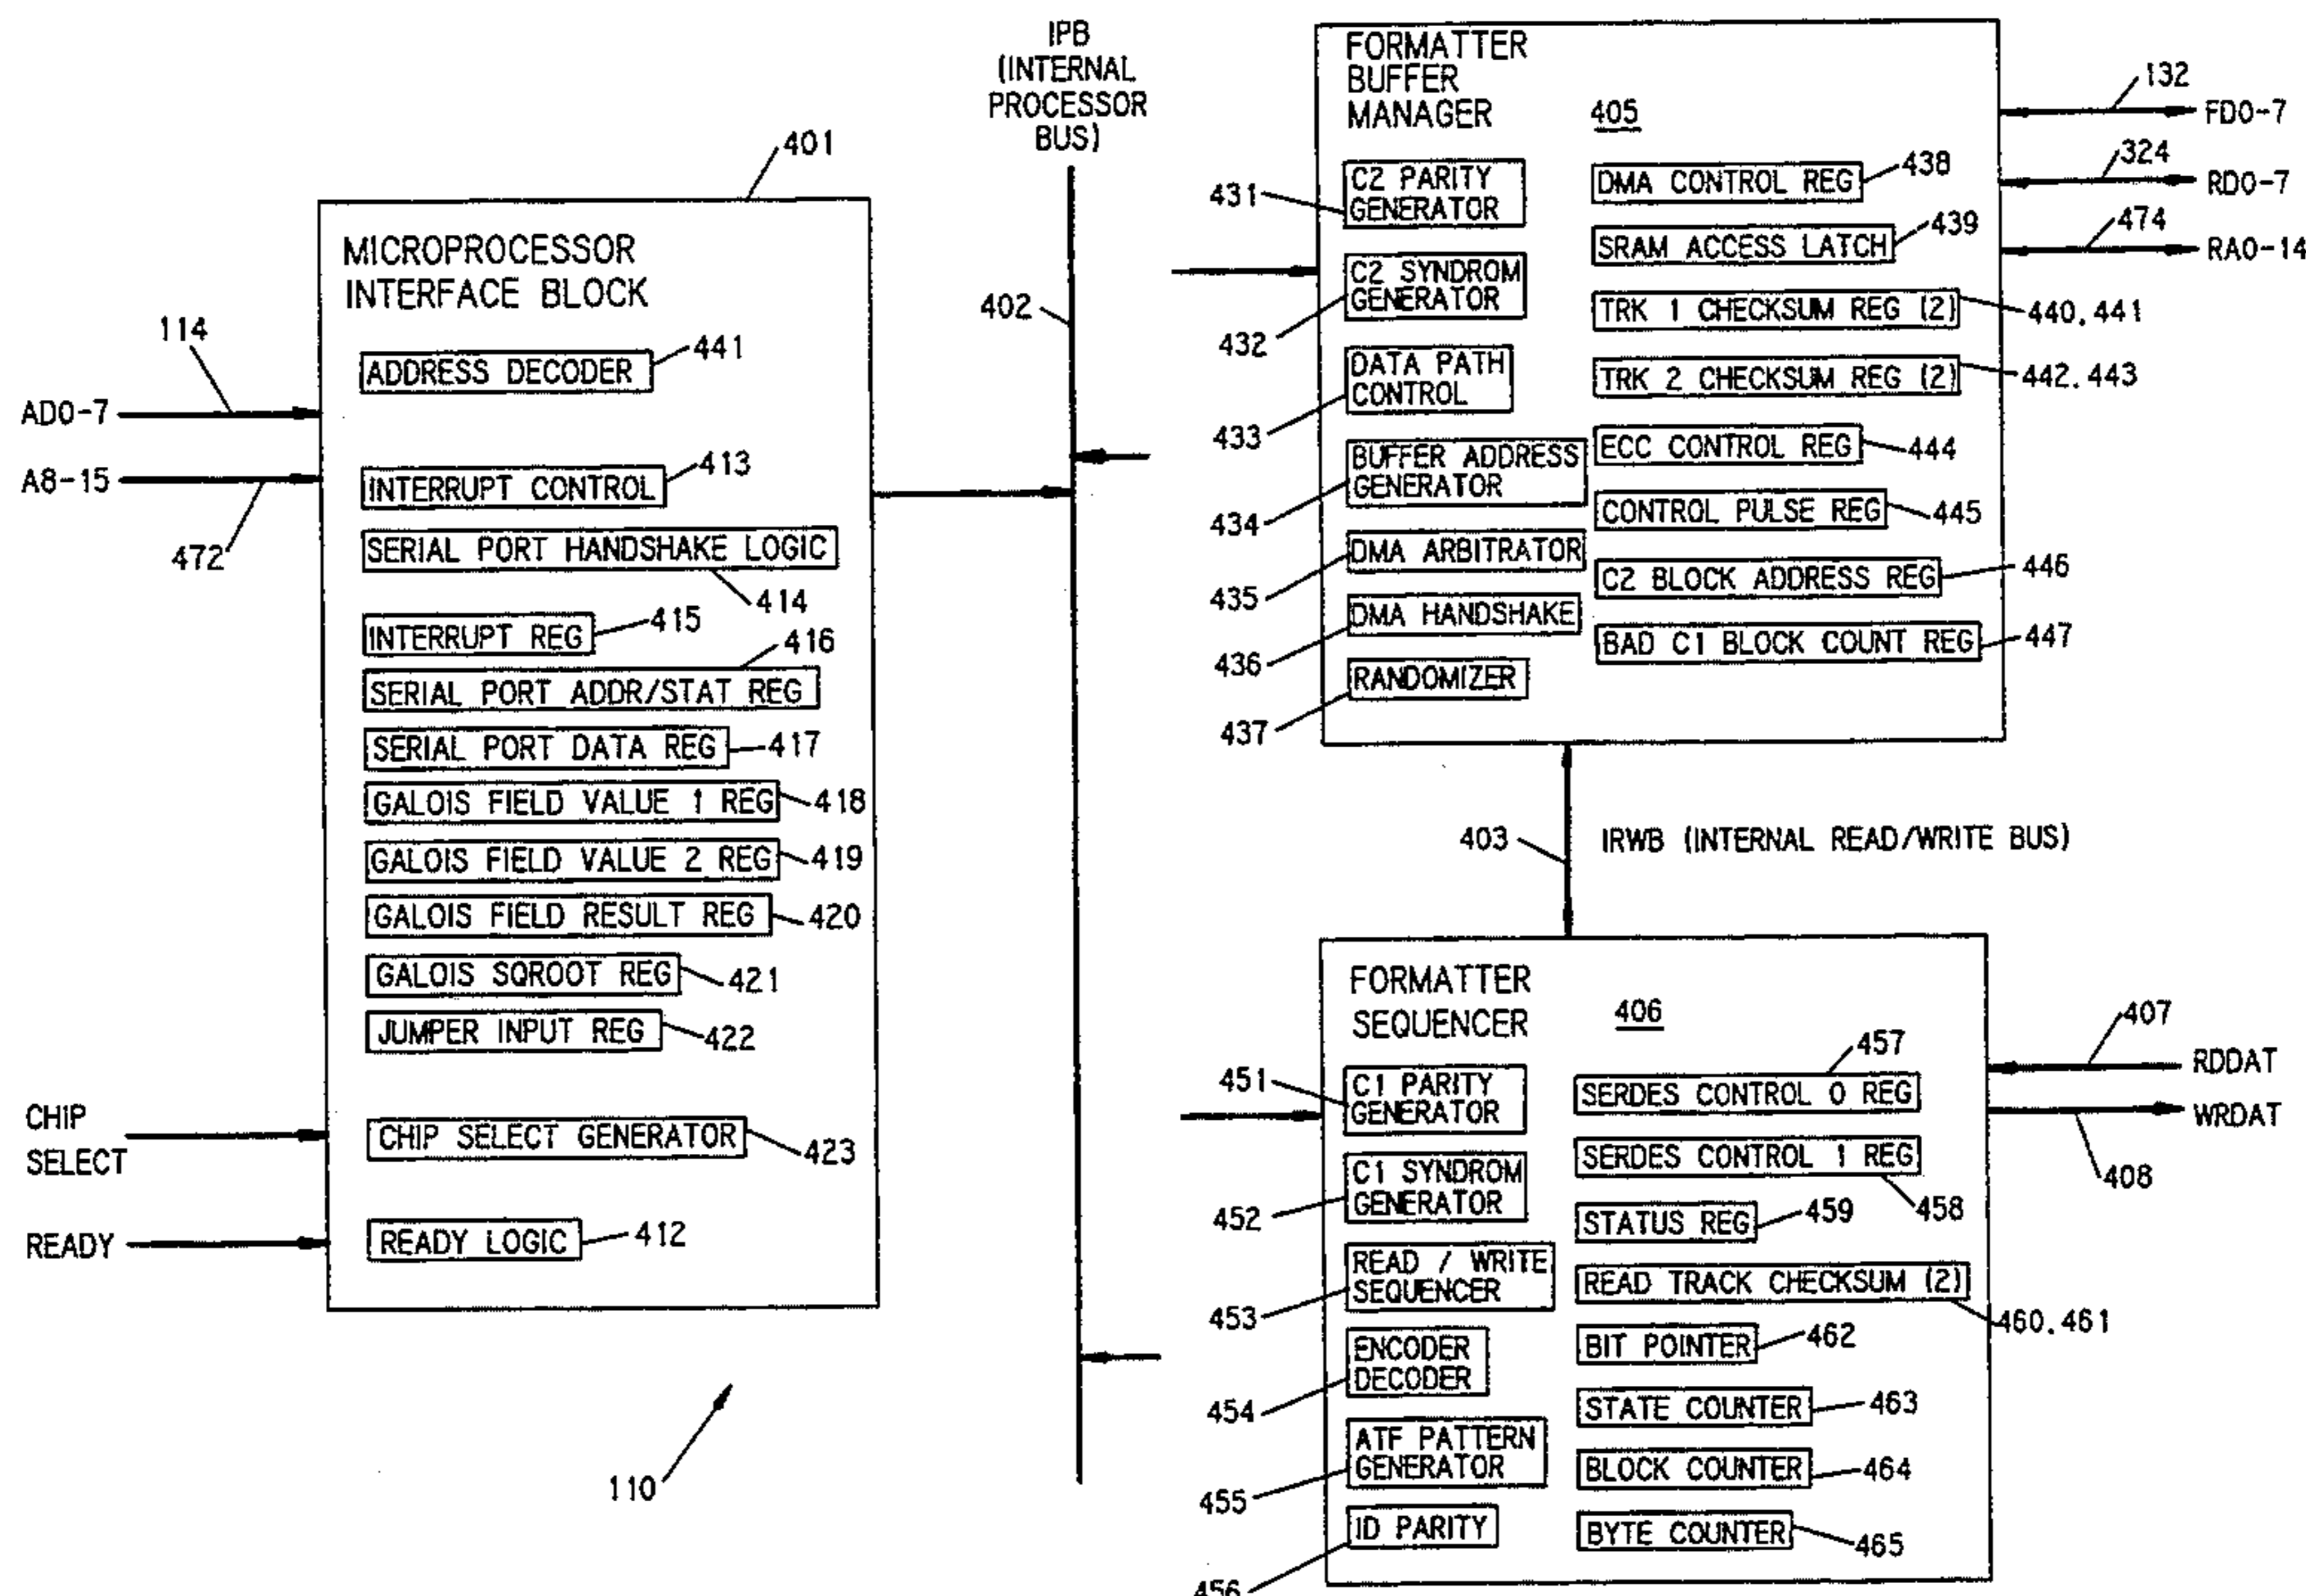 IPB
(INTERNAL
PROCESSOR
BUS)
402
401
MICROPROCESSOR
INTERFACE BLOCK
ADDRESS DECODER
441
114
AD0-7
A8-15
472
INTERRUPT CONTROL
413
SERIAL PORT HANDSHAKE LOGIC
414
INTERRUPT REG
415
416
SERIAL PORT ADDR/STAT REG
SERIAL PORT DATA REG
417
GALOIS FIELD VALUE 1 REG
418
GALOIS FIELD VALUE 2 REG
419
GALOIS FIELD RESULT REG
420
GALOIS SQROOT REG
421
JUMPER INPUT REG
422
CHIP
SELECT
CHIP SELECT GENERATOR
423
READY
READY LOGIC
412
110
FORMATTER
BUFFER
MANAGER
405
C2 PARITY
GENERATOR
431
C2 SYNDROM
GENERATOR
432
DATA PATH
CONTROL
433
BUFFER ADDRESS
GENERATOR
434
DMA ARBITRATOR
435
DMA HANDSHAKE
436
RANDOMIZER
437
DMA CONTROL REG
438
SRAM ACCESS LATCH
439
TRK 1 CHECKSUM REG (2)
440,441
TRK 2 CHECKSUM REG (2)
442,443
ECC CONTROL REG
444
CONTROL PULSE REG
445
C2 BLOCK ADDRESS REG
446
BAD C1 BLOCK COUNT REG
447
132
FD0-7
324
RD0-7
474
RA0-14
403
IRWB (INTERNAL READ/WRITE BUS)
FORMATTER
SEQUENCER
406
C1 PARITY
GENERATOR
451
C1 SYNDROM
GENERATOR
452
READ / WRITE
SEQUENCER
453
ENCODER
DECODER
454
ATF PATTERN
GENERATOR
455
ID PARITY
456
457
SERDES CONTROL 0 REG
SERDES CONTROL 1 REG
458
STATUS REG
459
READ TRACK CHECKSUM (2)
460,461
BIT POINTER
462
STATE COUNTER
463
BLOCK COUNTER
464
BYTE COUNTER
465
407
RDDAT
WRDAT
408